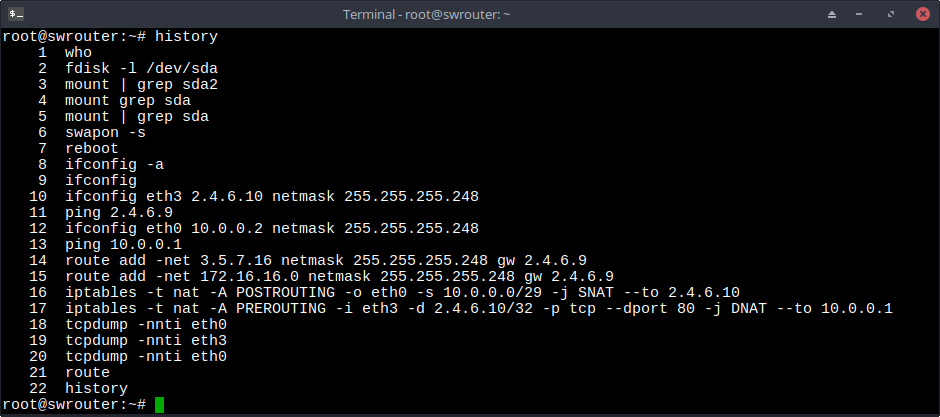 Terminal - root@swrouter: ~
root@swrouter:~# history
1 who
2 fdisk -l /dev/sda
3 mount | grep sda2
4 mount grep sda
5 mount | grep sda
6 swapon -s
7 reboot
8 ifconfig -a
9 ifconfig
10 ifconfig eth3 2.4.6.10 netmask 255.255.255.248
11 ping 2.4.6.9
12 ifconfig eth0 10.0.0.2 netmask 255.255.255.248
13 ping 10.0.0.1
14 route add -net 3.5.7.16 netmask 255.255.255.248 gw 2.4.6.9
15 route add -net 172.16.16.0 netmask 255.255.255.248 gw 2.4.6.9
16 iptables -t nat -A POSTROUTING -o eth0 -s 10.0.0.0/29 -j SNAT --to 2.4.6.10
17 iptables -t nat -A PREROUTING -i eth3 -d 2.4.6.10/32 -p tcp --dport 80 -j DNAT --to 10.0.0.1
18 tcpdump -nnti eth0
19 tcpdump -nnti eth3
20 tcpdump -nnti eth0
21 route
22 history
root@swrouter:~#